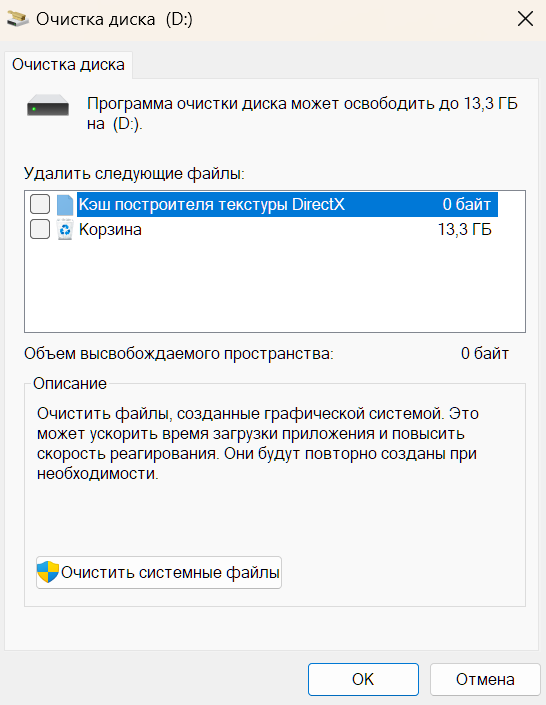 Очистка диска (D:)
Очистка диска
Программа очистки диска может освободить до 13,3 ГБ
на (D:).
Удалить следующие файлы:
Кэш построителя текстуры DirectX 0 байт
Корзина 13,3 ГБ
Объем высвобождаемого пространства: 0 байт
Описание
Очистить файлы, созданные графической системой. Это
может ускорить время загрузки приложения и повысить
скорость реагирования. Они будут повторно созданы при
необходимости.
Очистить системные файлы
OK Отмена